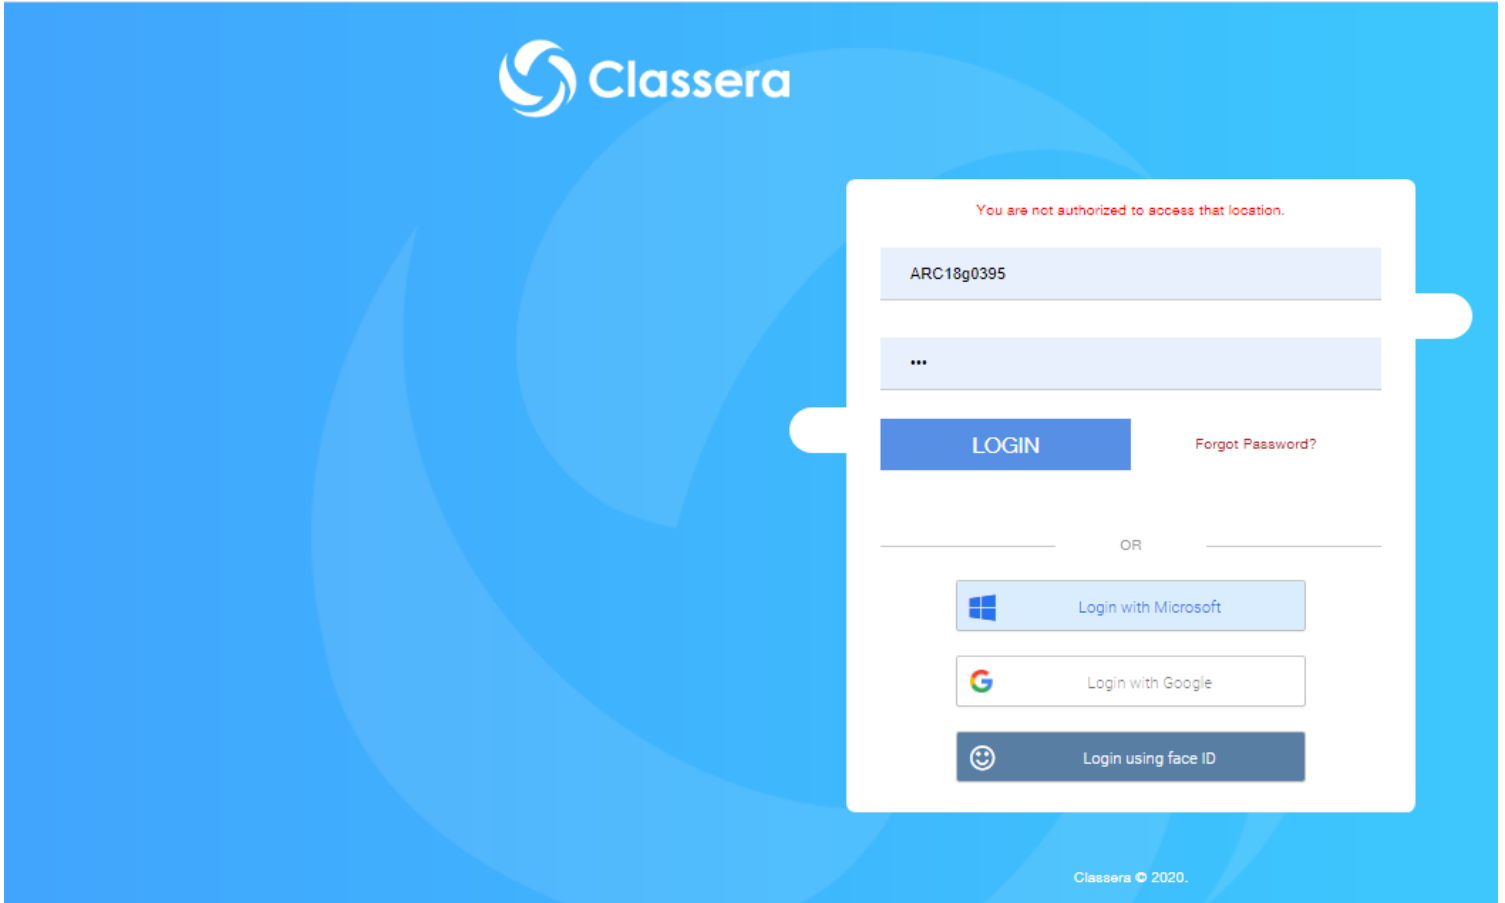 Classera
You are not authorized to access that location.
ARC18g0395
•••
LOGIN
Forgot Password?
OR
Login with Microsoft
Login with Google
Login using face ID
Classera © 2020.